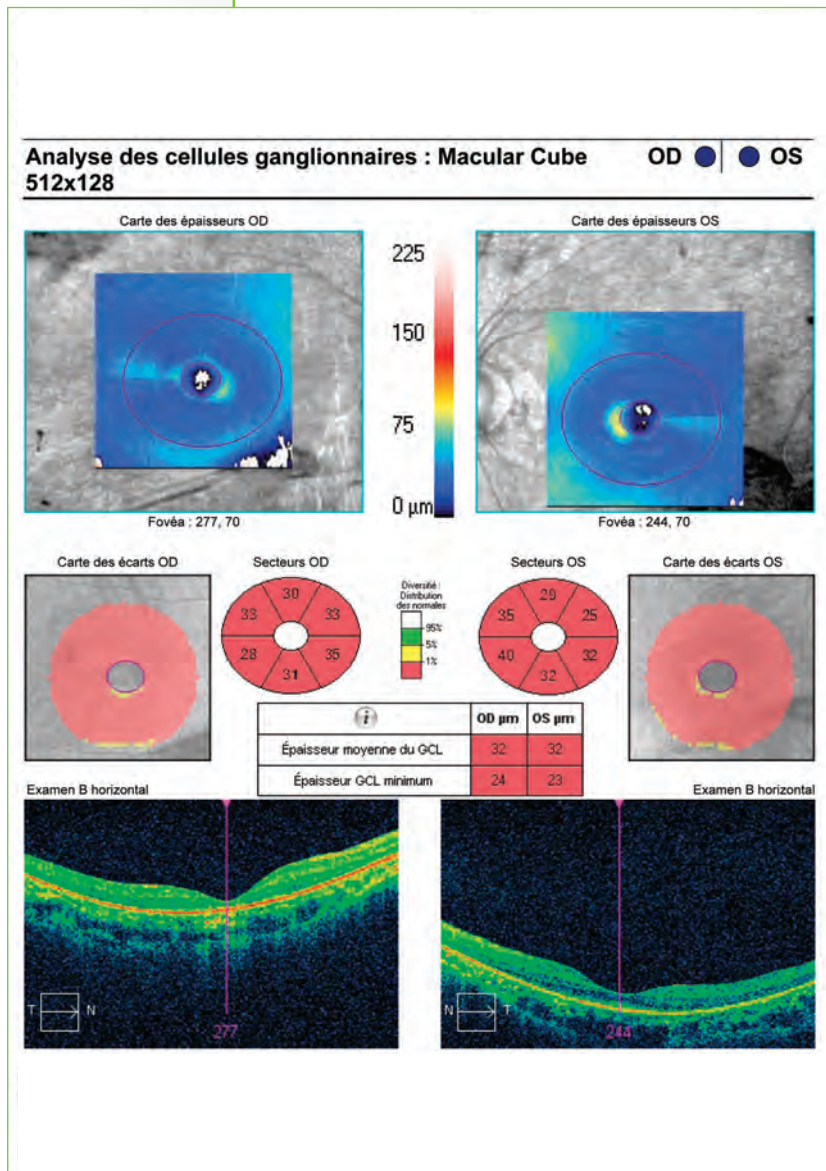 Analyse des cellules ganglionnaires : Macular Cube
512x128
OD
OS
Carte des épaisseurs OD
Carte des épaisseurs OS
225
150
75
0 µm
Fovéa : 277, 70
Fovéa : 244, 70
Carte des écarts OD
Secteurs OD
Diversité :
Distribution
des normales
95%
5%
1%
Secteurs OS
Carte des écarts OS
30
33 33
28 35
31
29
35 25
40 32
32
i OD µm OS µm
Épaisseur moyenne du GCL 32 32
Épaisseur GCL minimum 24 23
Examen B horizontal
Examen B horizontal
T N
277
N T
244